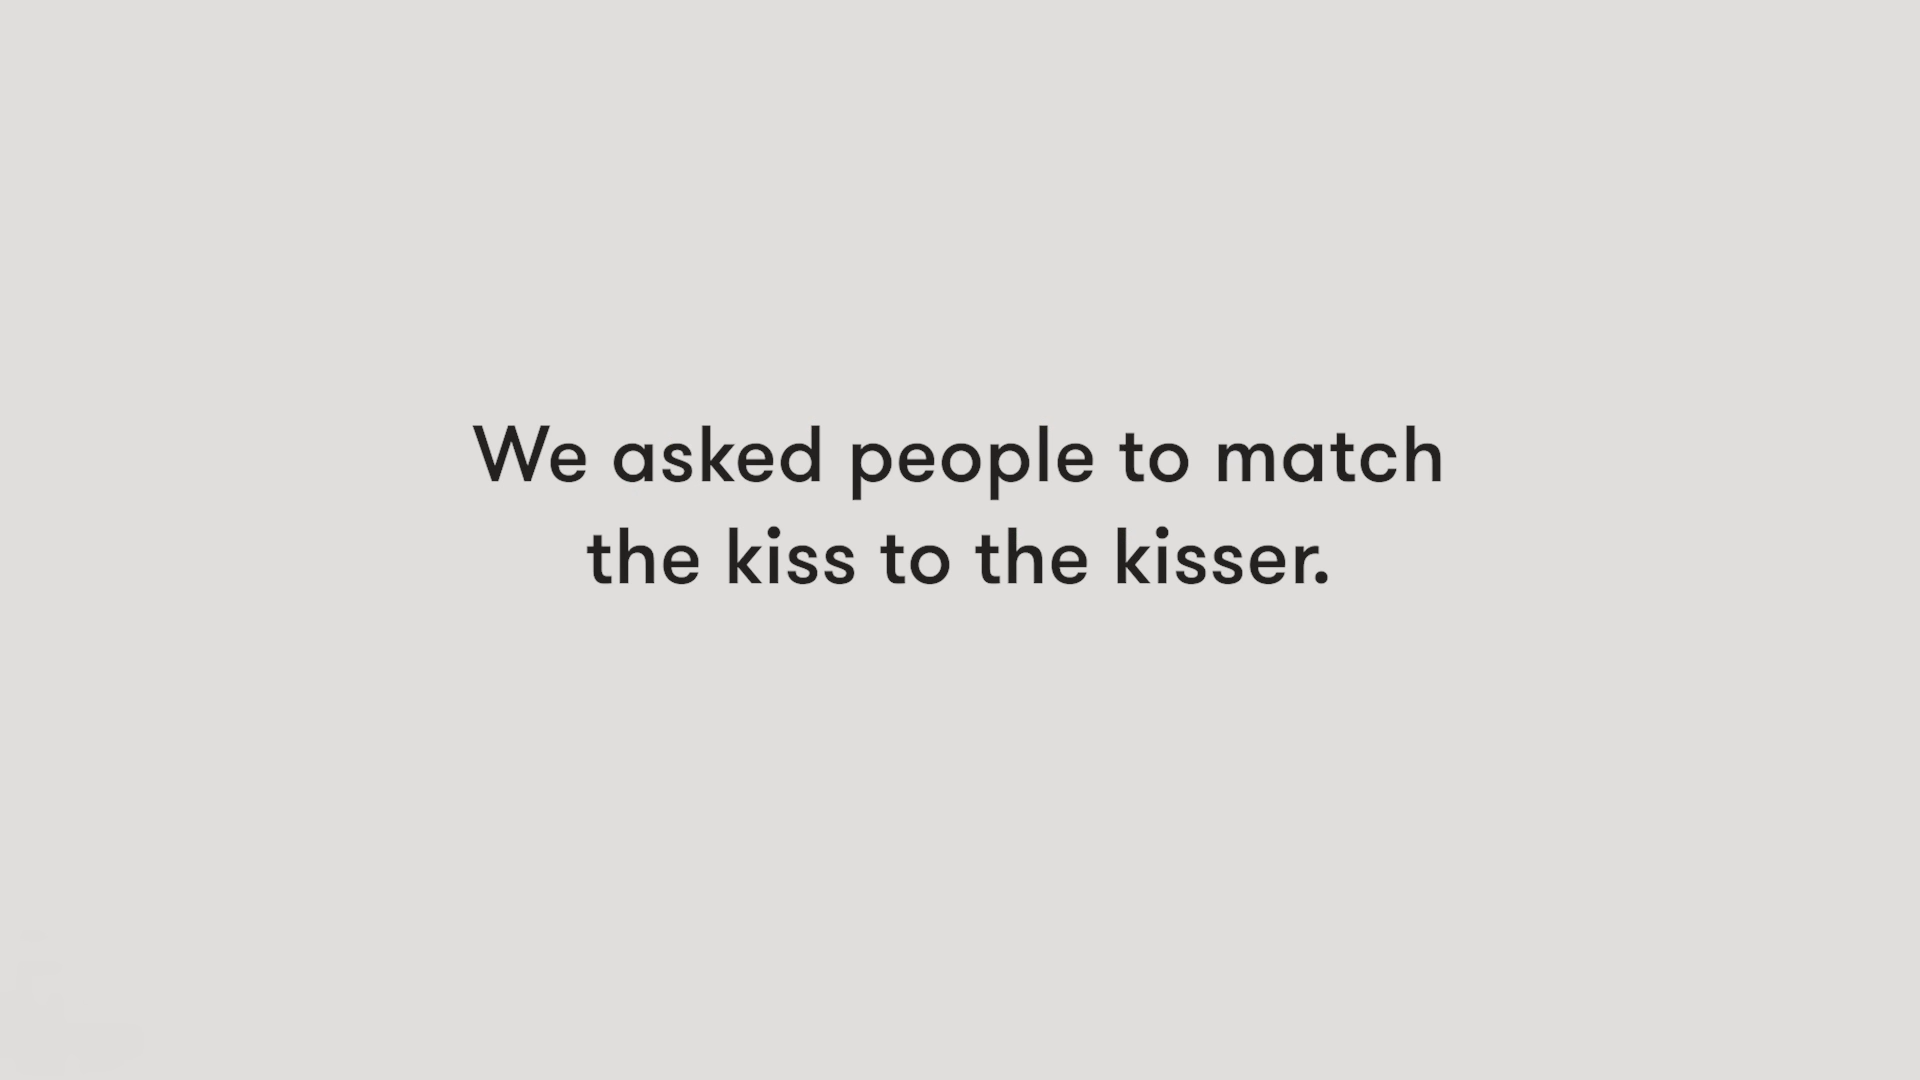 We asked people to match
the kiss to the kisser.